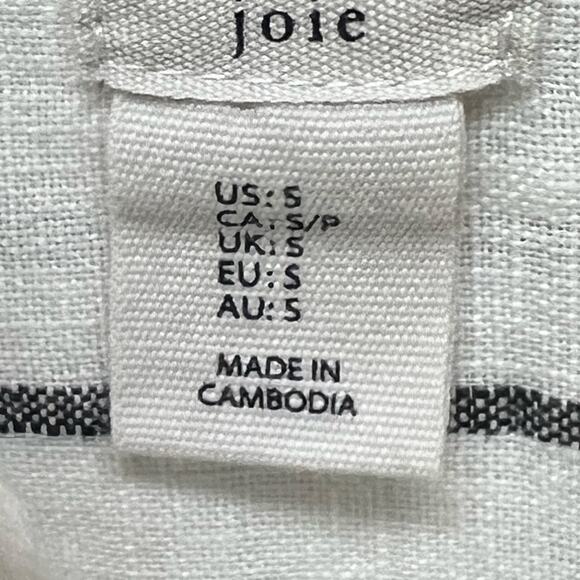 joie
US: S
CA: S/P
UK: S
EU: S
AU: S
MADE IN
CAMBODIA